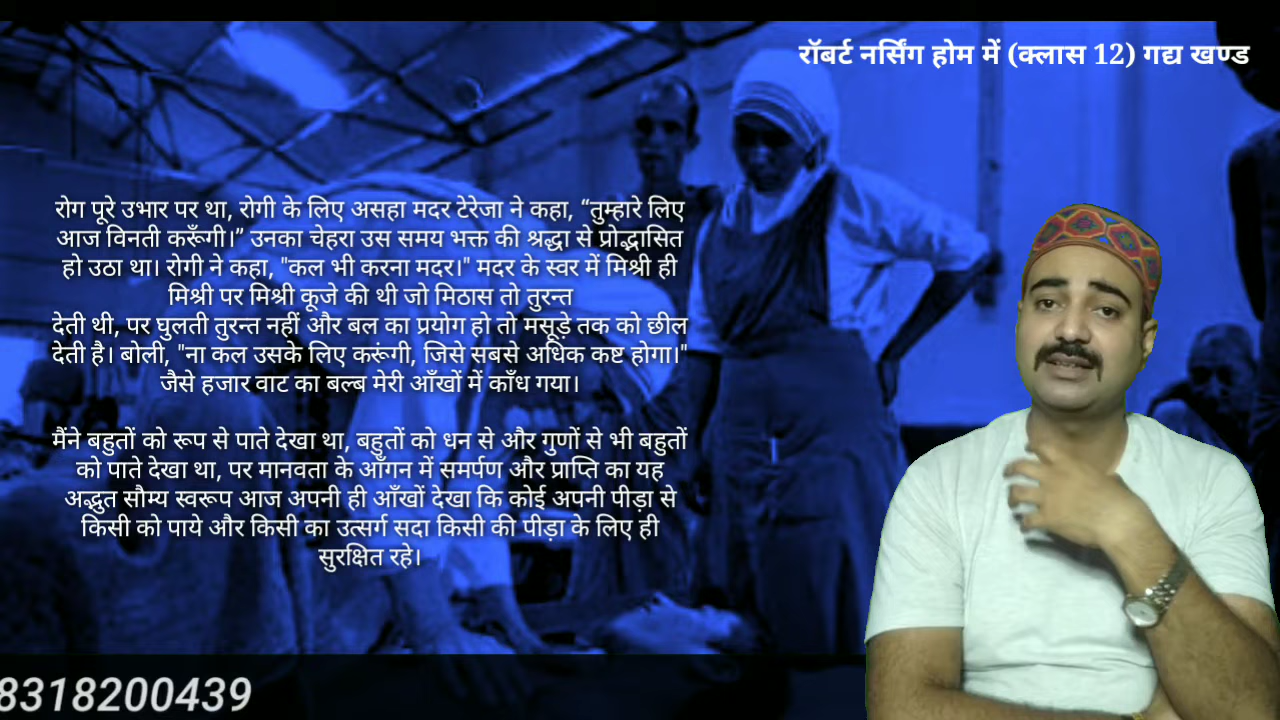 रॉबर्ट नर्सिंग होम में (क्लास 12) गद्य खण्ड
रोग पूरे उभार पर था, रोगी के लिए असहा मदर टेरेजा ने कहा, “तुम्हारे लिए
आज विनती करूँगी।” उनका चेहरा उस समय भक्त की श्रद्धा से प्रोद्भासित
हो उठा था। रोगी ने कहा, "कल भी करना मदर।" मदर के स्वर में मिश्री ही
मिश्री पर मिश्री कूजे की थी जो मिठास तो तुरन्त
देती थी, पर घुलती तुरन्त नहीं और बल का प्रयोग हो तो मसूड़े तक को छील
देती है। बोली, "ना कल उसके लिए करूंगी, जिसे सबसे अधिक कष्ट होगा।"
जैसे हजार वाट का बल्ब मेरी आँखों में काँध गया।
मैंने बहुतों को रूप से पाते देखा था, बहुतों को धन से और गुणों से भी बहुतों
को पाते देखा था, पर मानवता के आँगन में समर्पण और प्राप्ति का यह
अद्भुत सौम्य स्वरूप आज अपनी ही आँखों देखा कि कोई अपनी पीड़ा से
किसी को पाये और किसी का उत्सर्ग सदा किसी की पीड़ा के लिए ही
सुरक्षित रहे।
8318200439